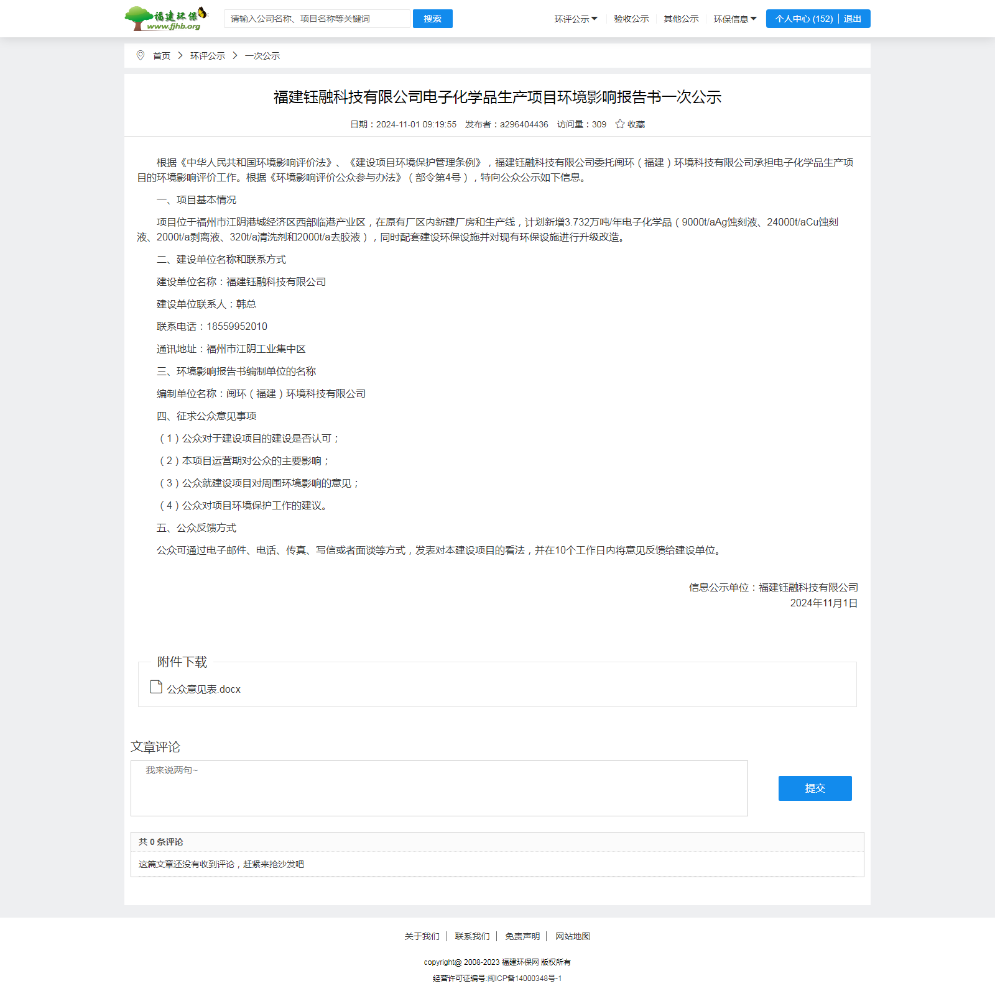 福建环保
www.fjhb.org
请输入公司名称、项目名称等关键词
搜索
环评公示
验收公示
其他公示
环保信息
个人中心 (152)
退出
首页 > 环评公示 > 一次公示
福建钰融科技有限公司电子化学品生产项目环境影响报告书一次公示
日期：2024-11-01 09:19:55 发布者：a296404436 访问量：309 收藏
根据《中华人民共和国环境影响评价法》、《建设项目环境保护管理条例》，福建钰融科技有限公司委托闽环（福建）环境科技有限公司承担电子化学品生产项
目的环境影响评价工作。根据《环境影响评价公众参与办法》（部令第4号），特向公众公示如下信息。
一、项目基本情况
项目位于福州市江阴港城经济区西部临港产业区，在原有厂区内新建厂房和生产线，计划新增3.732万吨/年电子化学品（9000t/aAg蚀刻液、24000t/aCu蚀刻
液、2000t/a剥离液、320t/a清洗剂和2000t/a去胶液），同时配套建设环保设施并对现有环保设施进行升级改造。
二、建设单位名称和联系方式
建设单位名称：福建钰融科技有限公司
建设单位联系人：韩总
联系电话：18559952010
通讯地址：福州市江阴工业集中区
三、环境影响报告书编制单位的名称
编制单位名称：闽环（福建）环境科技有限公司
四、征求公众意见事项
（1）公众对于建设项目的建设是否认可；
（2）本项目运营期对公众的主要影响；
（3）公众就建设项目对周围环境影响的意见；
（4）公众对项目环境保护工作的建议。
五、公众反馈方式
公众可通过电子邮件、电话、传真、写信或者面谈等方式，发表对本建设项目的看法，并在10个工作日内将意见反馈给建设单位。
信息公示单位：福建钰融科技有限公司
2024年11月1日
附件下载
公众意见表.docx
文章评论
我来说两句~
提交
共 0 条评论
这篇文章还没有收到评论，赶紧来抢沙发吧
关于我们 | 联系我们 | 免责声明 | 网站地图
copyright@ 2008-2023 福建环保网 版权所有
经营许可证编号:闽ICP备14000348号-1